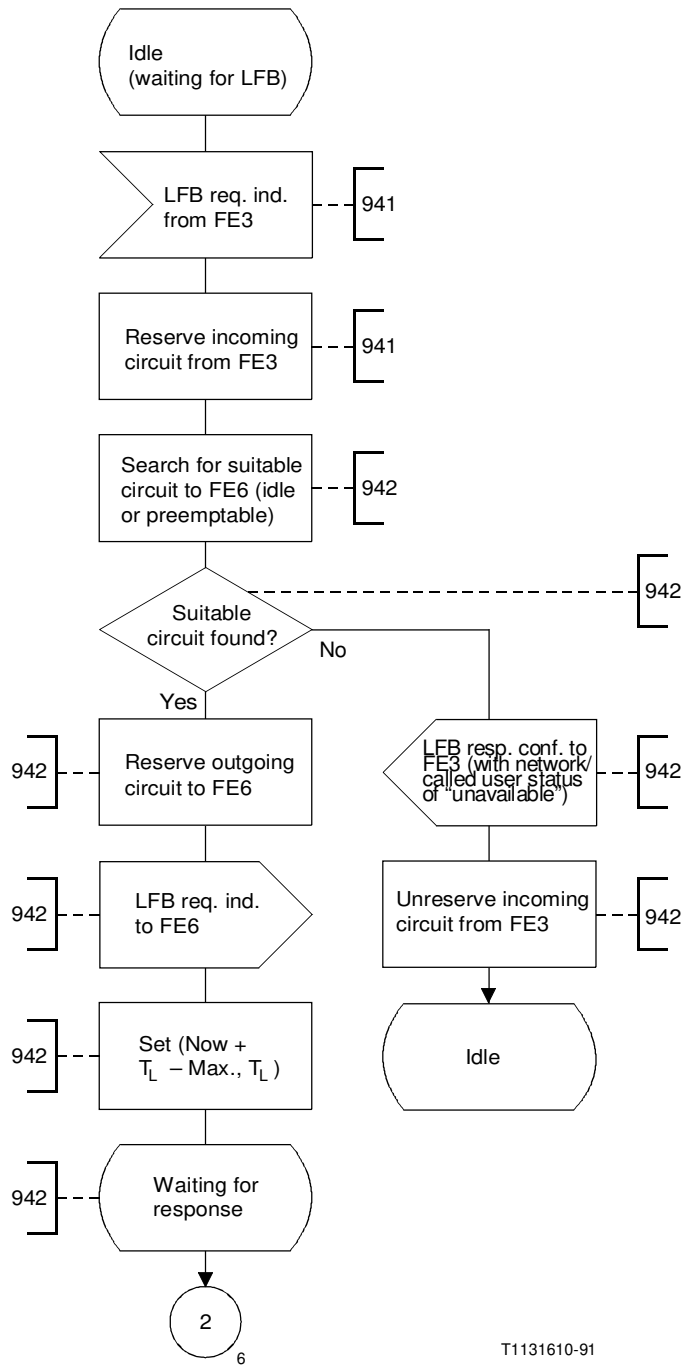 Idle
(waiting for LFB)
LFB req. ind.
from FE3
941
Reserve incoming
circuit from FE3
941
Search for suitable
circuit to FE6 (idle
or preemptable)
942
Suitable
circuit found?
942
No
Yes
942
Reserve outgoing
circuit to FE6
LFB resp. conf. to
FE3 (with network/
called user status
of “unavailable”)
942
942
LFB req. ind.
to FE6
Unreserve incoming
circuit from FE3
942
942
Set (Now +
TL – Max., TL )
Idle
942
Waiting for
response
2
6
T1131610-91